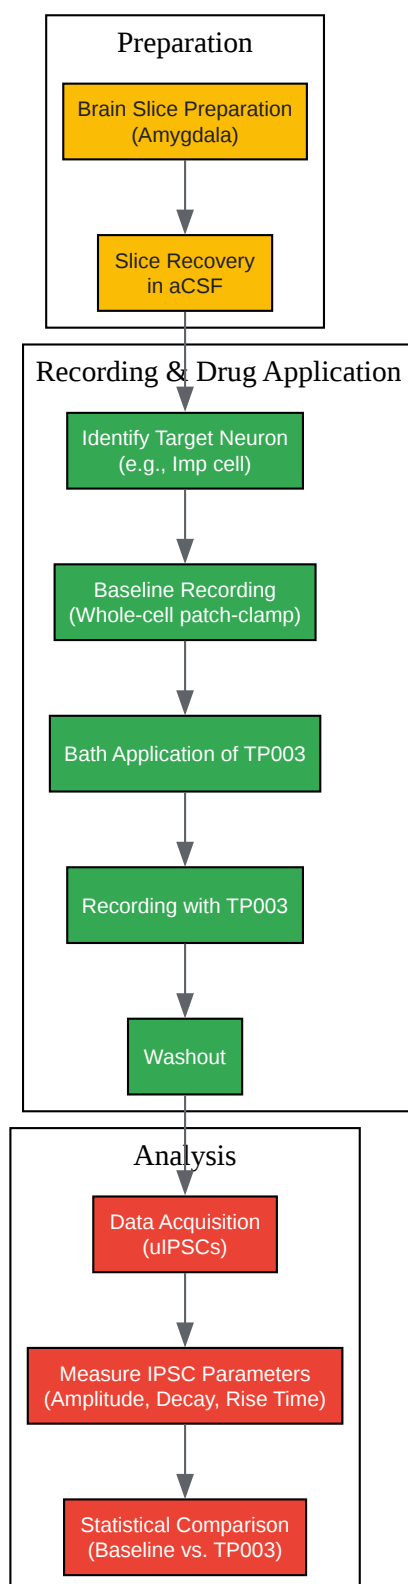 Preparation
Brain Slice Preparation
(Amygdala)
Slice Recovery
in aCSF
Recording & Drug Application
Identify Target Neuron
(e.g., Imp cell)
Baseline Recording
(Whole-cell patch-clamp)
Bath Application of TP003
Recording with TP003
Washout
Analysis
Data Acquisition
(uIPSCs)
Measure IPSC Parameters
(Amplitude, Decay, Rise Time)
Statistical Comparison
(Baseline vs. TP003)